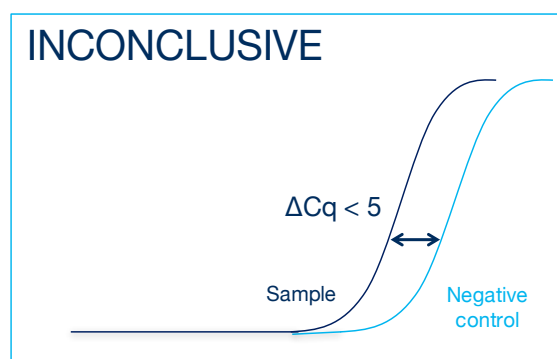 INCONCLUSIVE
ΔCq < 5
Sample
Negative
control